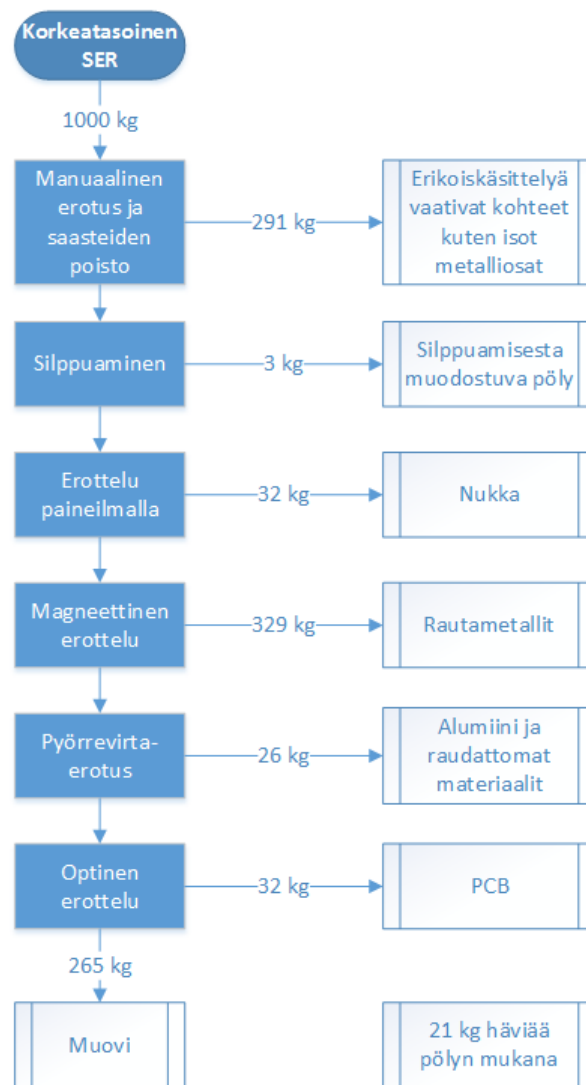 Korkeatasoinen
SER
1000 kg
Manuaalinen
erotus ja
saasteiden
poisto
291 kg
Erikoiskäsittelyä
vaativat kohteet
kuten isot
metalliosat
Silppuaminen
3 kg
Silppuamisesta
muodostuva pöly
Erottelu
paineilmalla
32 kg
Nukka
Magneettinen
erottelu
329 kg
Rautametallit
Pyörrevirta-
erotus
26 kg
Alumiini ja
raudattomat
materiaalit
Optinen
erottelu
32 kg
PCB
265 kg
Muovi
21 kg häviää
pölyn mukana